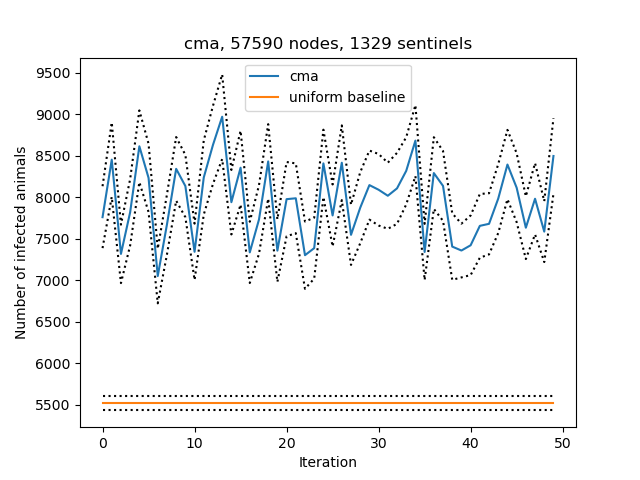 cma, 57590 nodes, 1329 sentinels
cma
uniform baseline
Number of infected animals
9500
9000
8500
8000
7500
7000
6500
6000
5500
0 10 20 30 40 50
Iteration